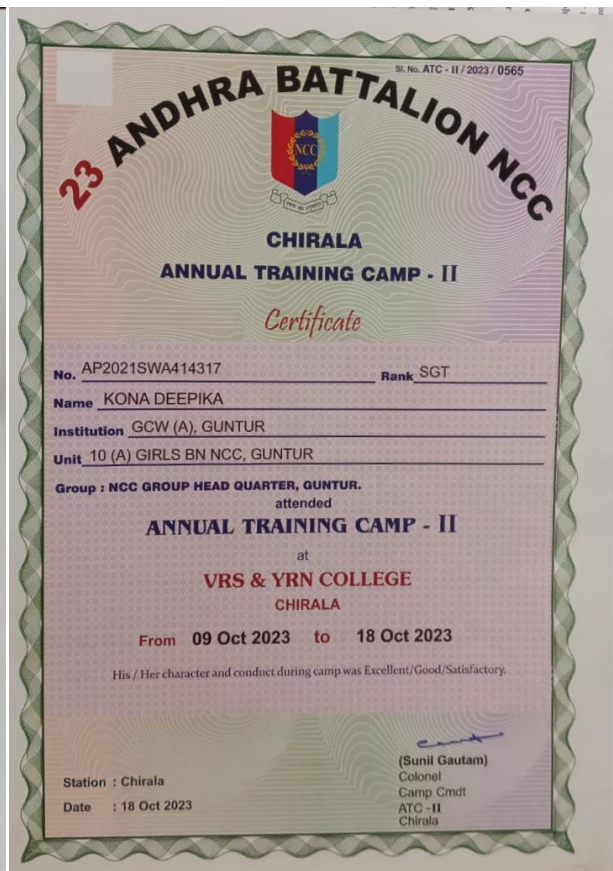 Sl. No. ATC - II / 2023 / 0565
23 ANDHRA BATTALION NCC
NCC
CHIRALA
ANNUAL TRAINING CAMP - II
Certificate
No. AP2021SWA414317 Rank SGT
Name KONA DEEPIKA
Institution GCW (A), GUNTUR
Unit 10 (A) GIRLS BN NCC, GUNTUR
Group : NCC GROUP HEAD QUARTER, GUNTUR.
attended
ANNUAL TRAINING CAMP - II
at
VRS & YRN COLLEGE
CHIRALA
From 09 Oct 2023 to 18 Oct 2023
His / Her character and conduct during camp was Excellent/Good/Satisfactory.
(Sunil Gautam)
Station : Chirala Colonel
Camp Cmdt
Date : 18 Oct 2023 ATC - II
Chirala